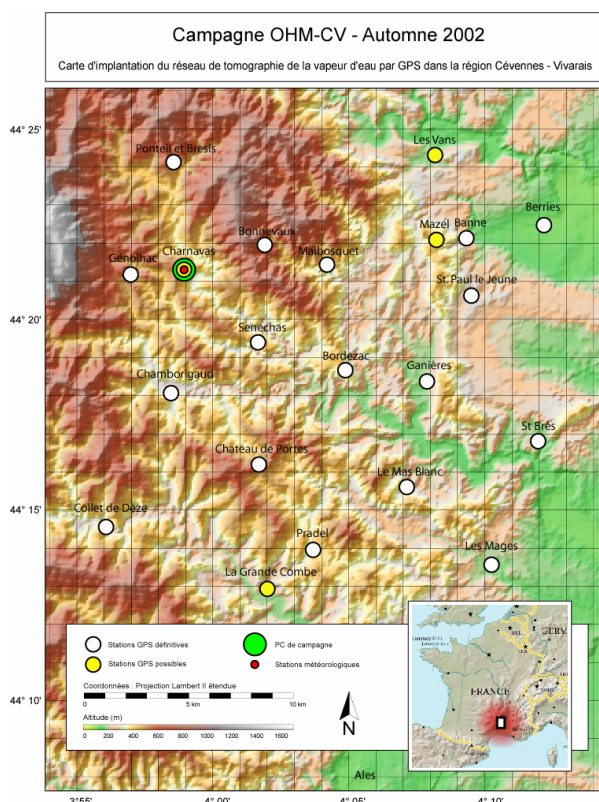 Campagne OHM-CV - Automne 2002
Carte d'implantation du réseau de tomographie de la vapeur d'eau par GPS dans la région Cévennes - Vivarais
44° 25'
Les Vans
Ponteil et Bresis
Berries
Mazel
Banne
Bonnevaux
Charnavas
Malbosquet
Génolhac
St. Paul le Jeune
44° 20'
Senechas
Bordezac
Ganières
Chamborigaud
St Brès
Chateau de Portes
Le Mas Blanc
44° 15'
Collet de Dèze
Pradel
Les Mages
La Grande Combe
Stations GPS définitives
PC de campagne
Stations GPS possibles
Stations météorologiques
Coordonnées : Projection Lambert II étendue
0 5 km 10 km
Altitude (m)
0 200 400 600 800 1000 1200 1400 1600
N
FRANCE
44° 10'
Ales
3°55'
4° 00'
4° 05'
4° 10'